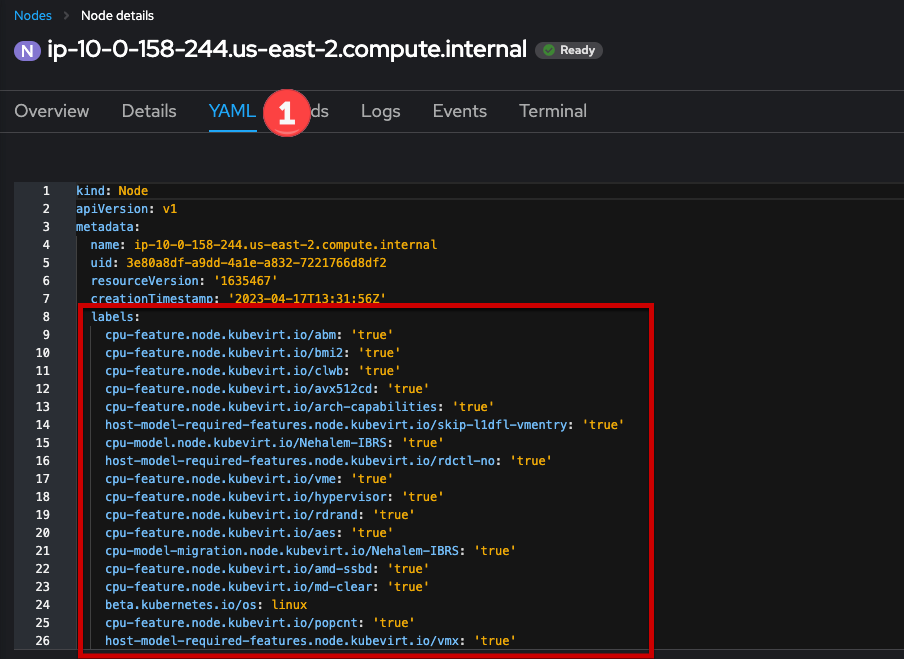 Nodes > Node details
N ip-10-0-158-244.us-east-2.compute.internal Ready
Overview Details YAML 1 ds Logs Events Terminal
1 kind: Node
2 apiVersion: v1
3 metadata:
4 name: ip-10-0-158-244.us-east-2.compute.internal
5 uid: 3e80a8df-a9dd-4a1e-a832-7221766d8df2
6 resourceVersion: '1635467'
7 creationTimestamp: '2023-04-17T13:31:56Z'
8 labels:
9 cpu-feature.node.kubevirt.io/abm: 'true'
10 cpu-feature.node.kubevirt.io/bmi2: 'true'
11 cpu-feature.node.kubevirt.io/clwb: 'true'
12 cpu-feature.node.kubevirt.io/avx512cd: 'true'
13 cpu-feature.node.kubevirt.io/arch-capabilities: 'true'
14 host-model-required-features.node.kubevirt.io/skip-l1dfl-vmentry: 'true'
15 cpu-model.node.kubevirt.io/Nehalem-IBRS: 'true'
16 host-model-required-features.node.kubevirt.io/rdctl-no: 'true'
17 cpu-feature.node.kubevirt.io/vme: 'true'
18 cpu-feature.node.kubevirt.io/hypervisor: 'true'
19 cpu-feature.node.kubevirt.io/rdrand: 'true'
20 cpu-feature.node.kubevirt.io/aes: 'true'
21 cpu-model-migration.node.kubevirt.io/Nehalem-IBRS: 'true'
22 cpu-feature.node.kubevirt.io/amd-ssbd: 'true'
23 cpu-feature.node.kubevirt.io/md-clear: 'true'
24 beta.kubernetes.io/os: linux
25 cpu-feature.node.kubevirt.io/popcnt: 'true'
26 host-model-required-features.node.kubevirt.io/vmx: 'true'